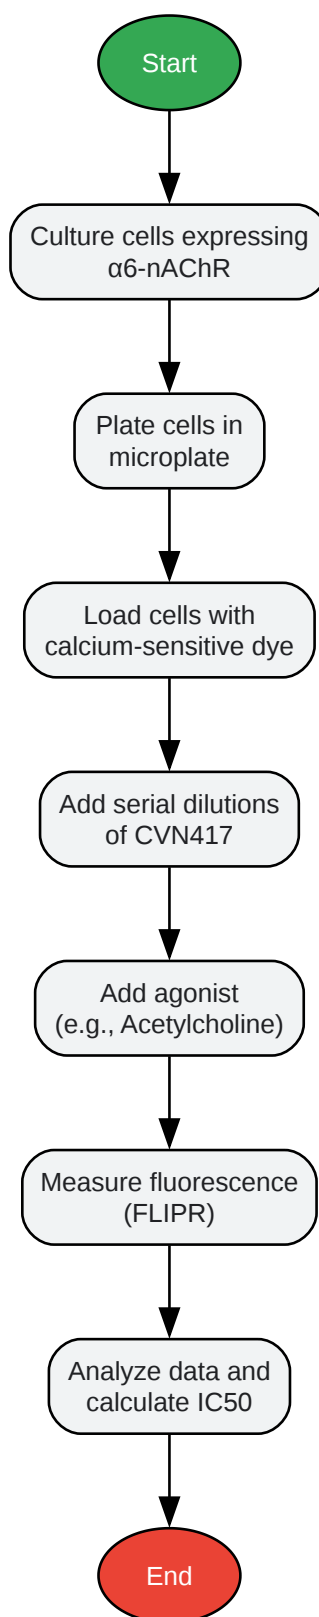 Start
Culture cells expressing
α6-nAChR
Plate cells in
microplate
Load cells with
calcium-sensitive dye
Add serial dilutions
of CVN417
Add agonist
(e.g., Acetylcholine)
Measure fluorescence
(FLIPR)
Analyze data and
calculate IC50
End